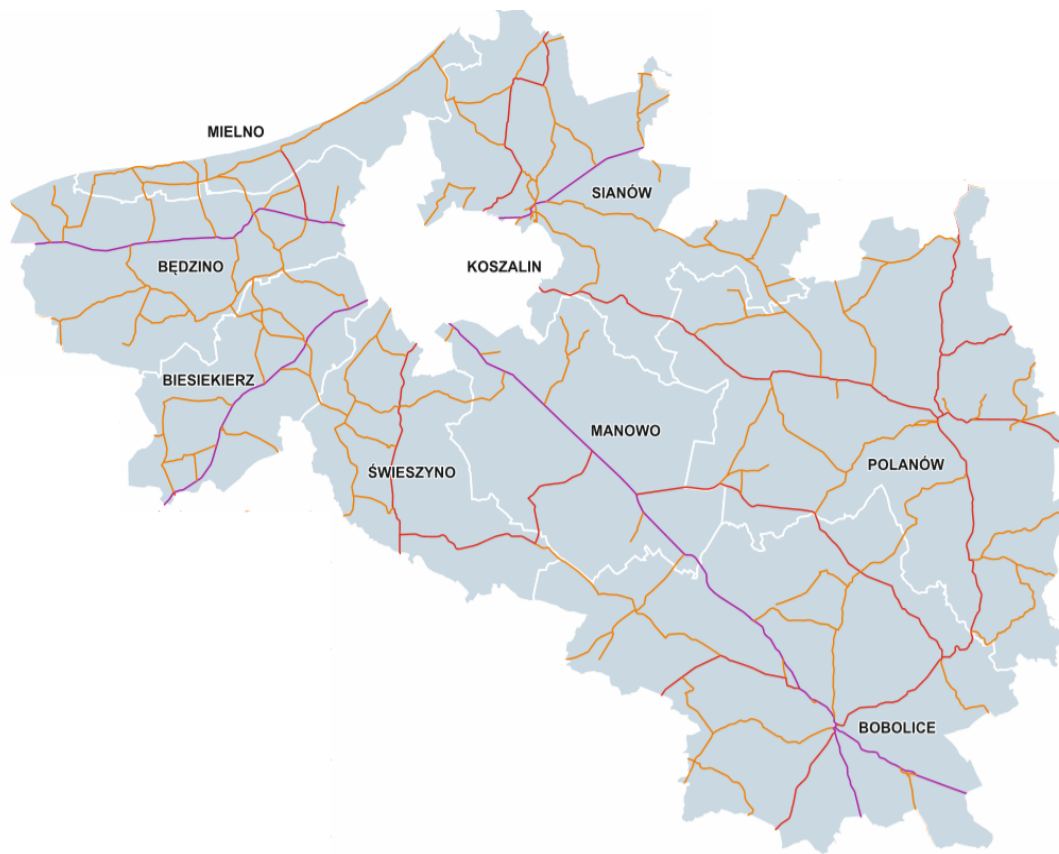 MIELNO
SIANÓW
BĘDZINO
KOSZALIN
BIESIEKIERZ
MANOWO
ŚWIESZYNO
POLANÓW
BOBOLICE